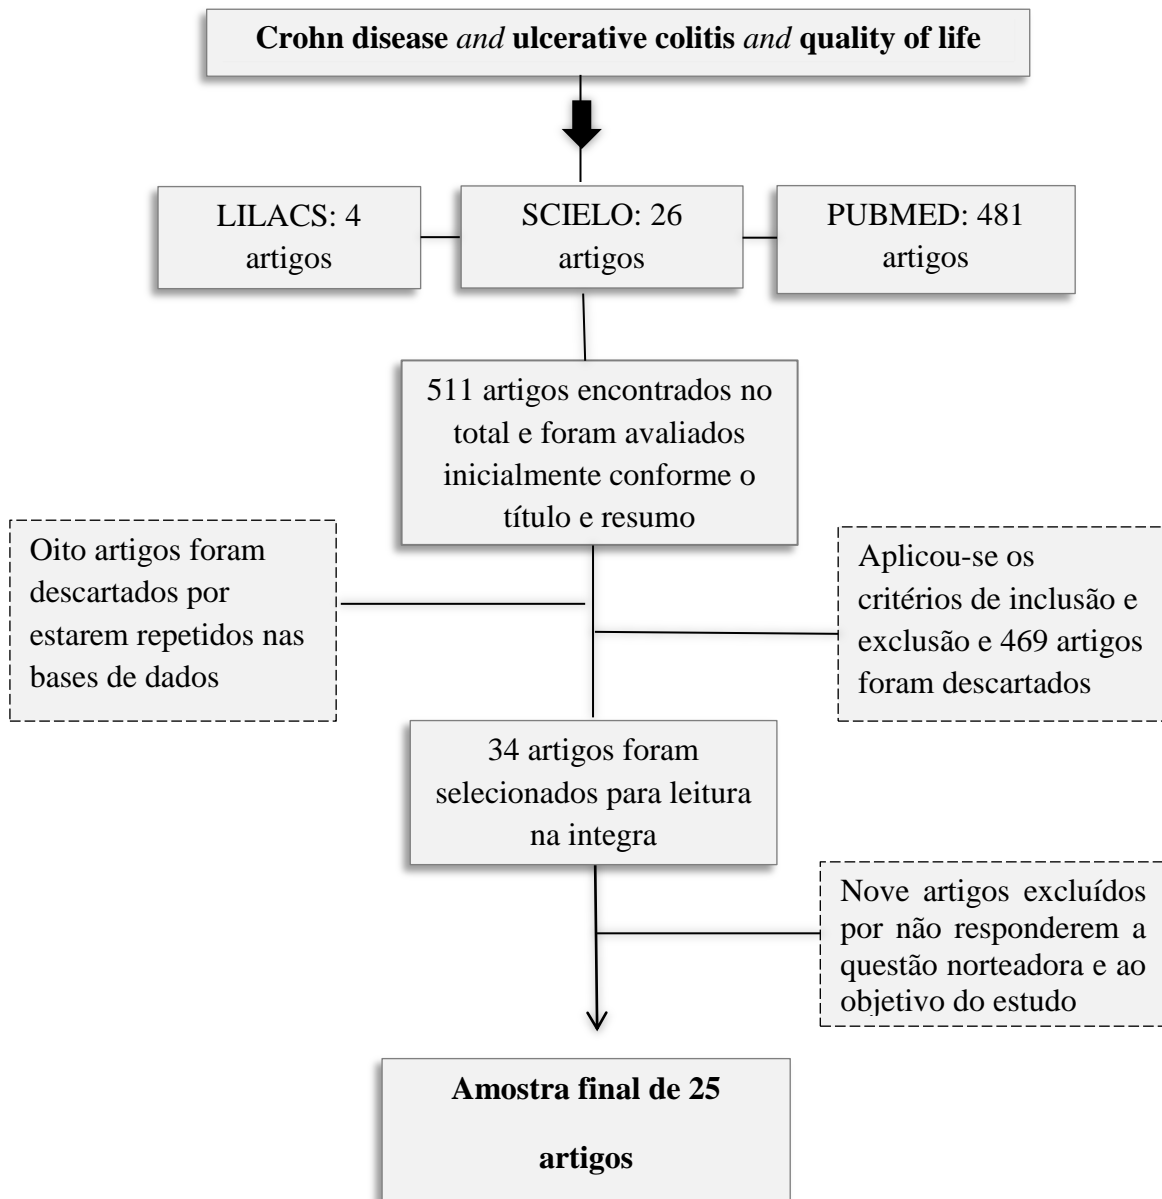 Crohn disease and ulcerative colitis and quality of life
LILACS: 4
artigos
SCIELO: 26
artigos
PUBMED: 481
artigos
511 artigos encontrados no
total e foram avaliados
inicialmente conforme o
título e resumo
Oito artigos foram
descartados por
estarem repetidos nas
bases de dados
Aplicou-se os
critérios de inclusão e
exclusão e 469 artigos
foram descartados
34 artigos foram
selecionados para leitura
na integra
Nove artigos excluídos
por não responderem a
questão norteadora e ao
objetivo do estudo
Amostra final de 25
artigos